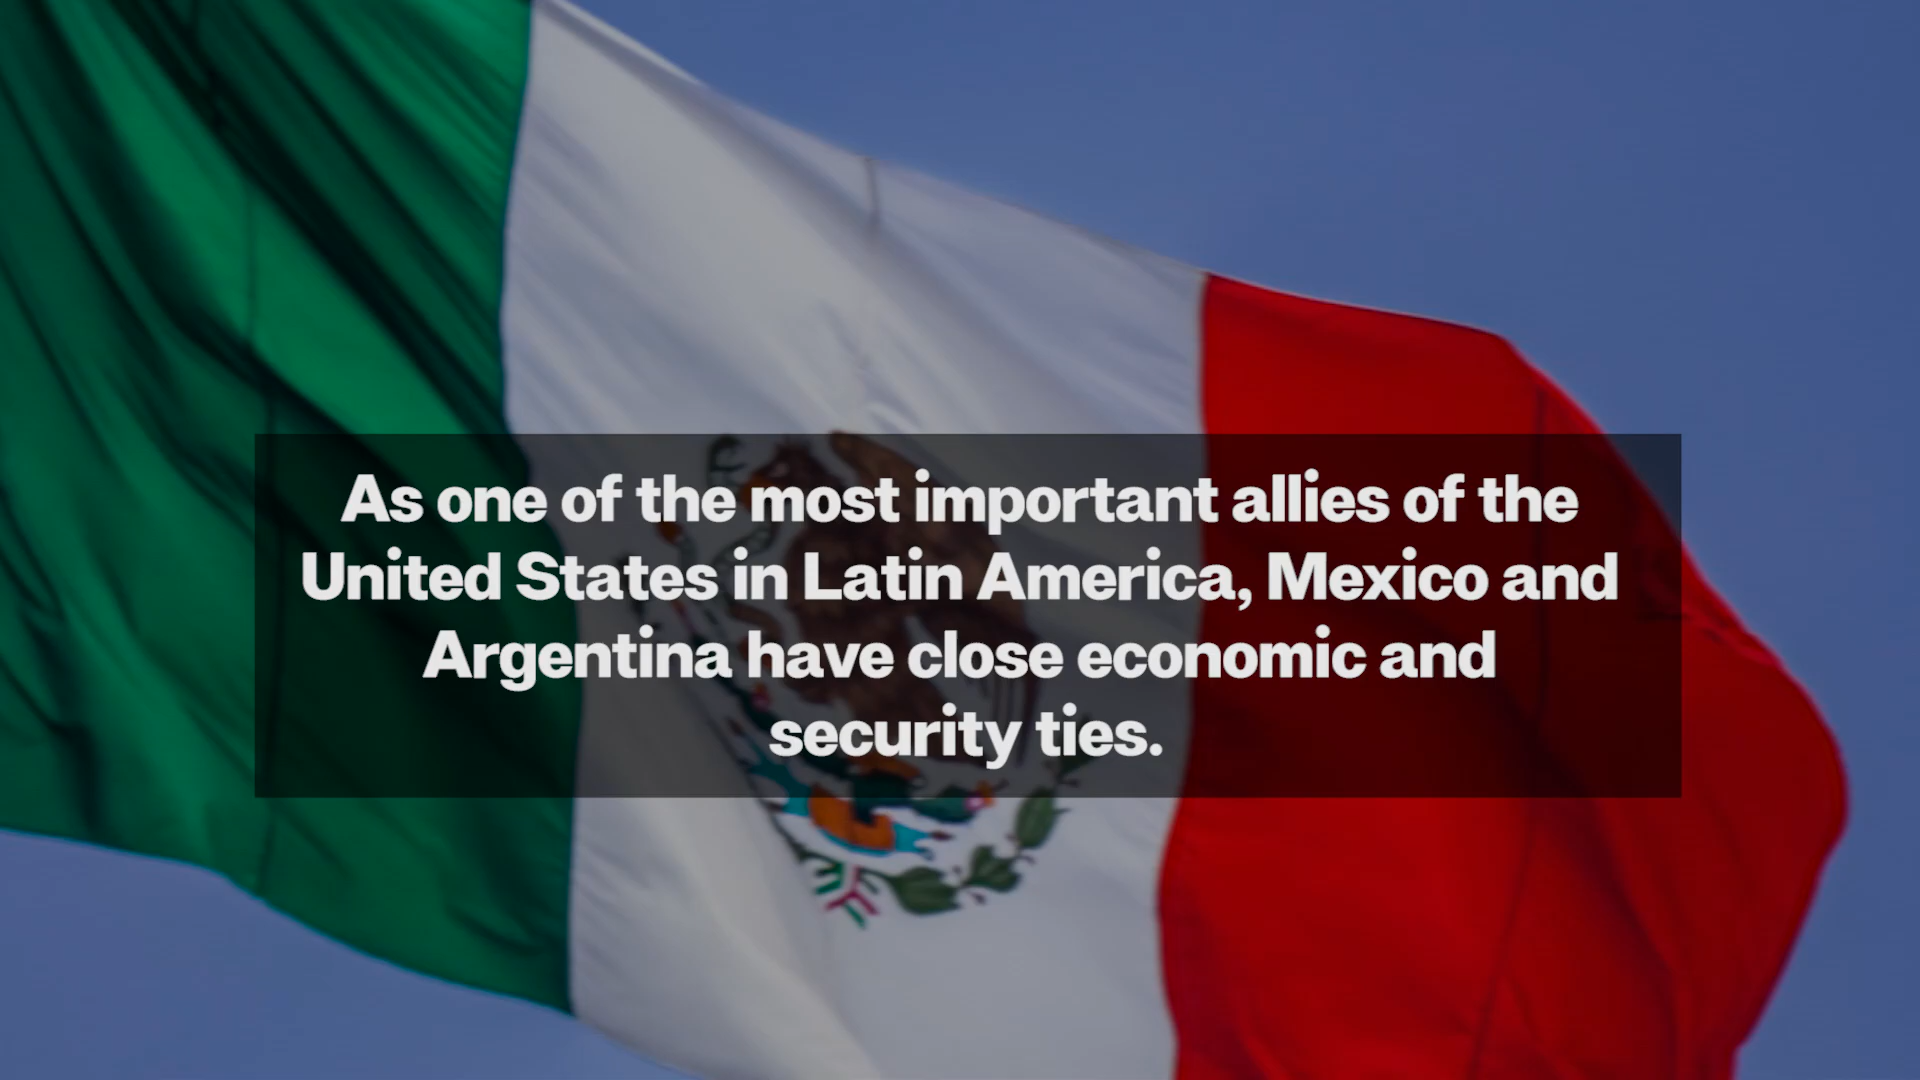 As one of the most important allies of the
United States in Latin America, Mexico and
Argentina have close economic and
security ties.